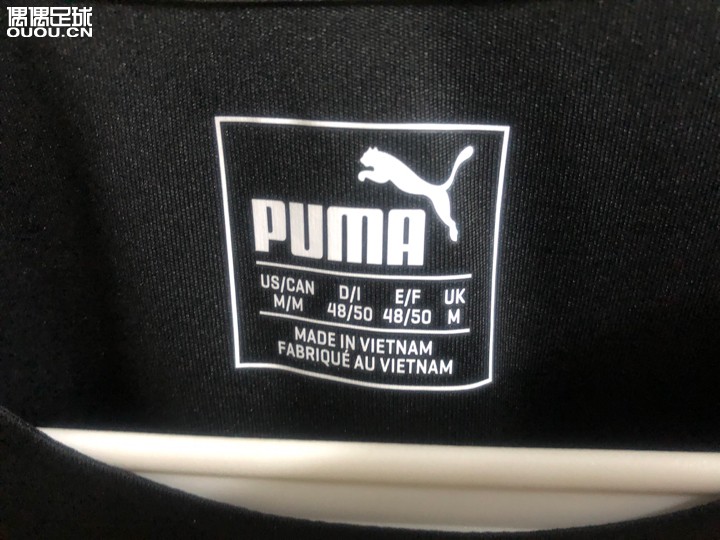 偶偶足球
OUOU.CN
PUMA
US/CAN D/I E/F UK
M/M 48/50 48/50 M
MADE IN VIETNAM
FABRIQUÉ AU VIETNAM